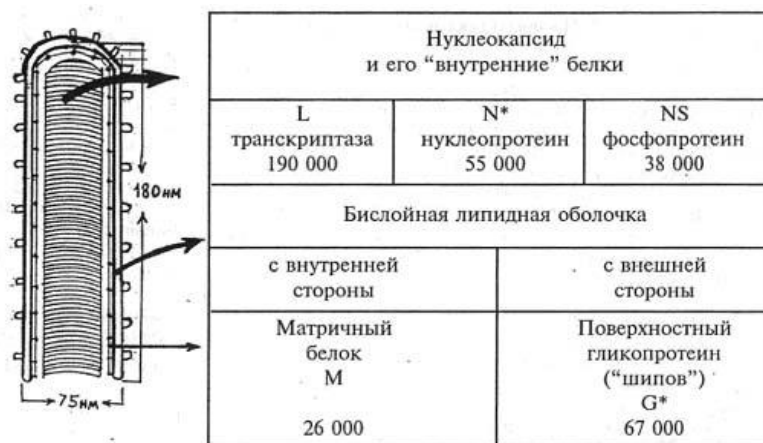 Нуклеокапсид
и его “внутренние” белки
L
транскриптаза
190 000
N*
нуклеопротеин
55 000
NS
фосфопротеин
38 000
180нм
Бислойная липидная оболочка
с внутренней
стороны
с внешней
стороны
Матричный
белок
M
26 000
Поверхностный
гликопротеин
(“шипов”)
G*
67 000
75нм